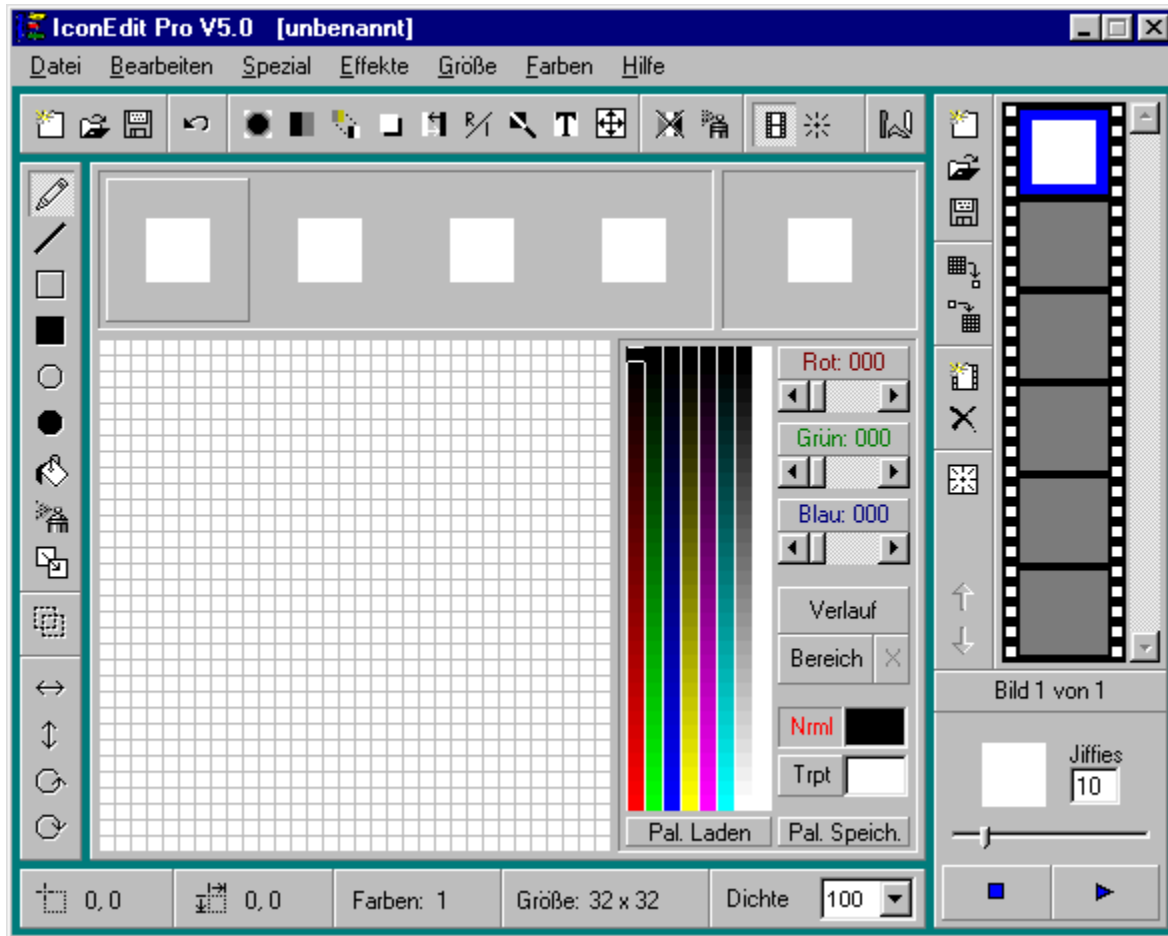 IconEdit Pro V5.0 [unbenannt]
Datei Bearbeiten Spezial Effekte Größe Farben Hilfe
R/I T
Rot: 000
Grün: 000
Blau: 000
Verlauf
Bereich X
Nrml
Trpt
Pal. Laden Pal. Speich.
Bild 1 von 1
Jiffies
10
0, 0 0, 0 Farben: 1 Größe: 32 x 32 Dichte 100